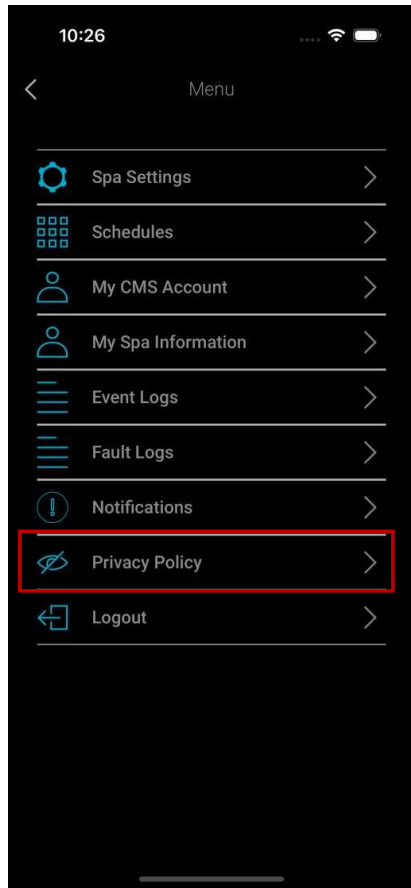 10:26
Menu
Spa Settings
Schedules
My CMS Account
My Spa Information
Event Logs
Fault Logs
Notifications
Privacy Policy
Logout